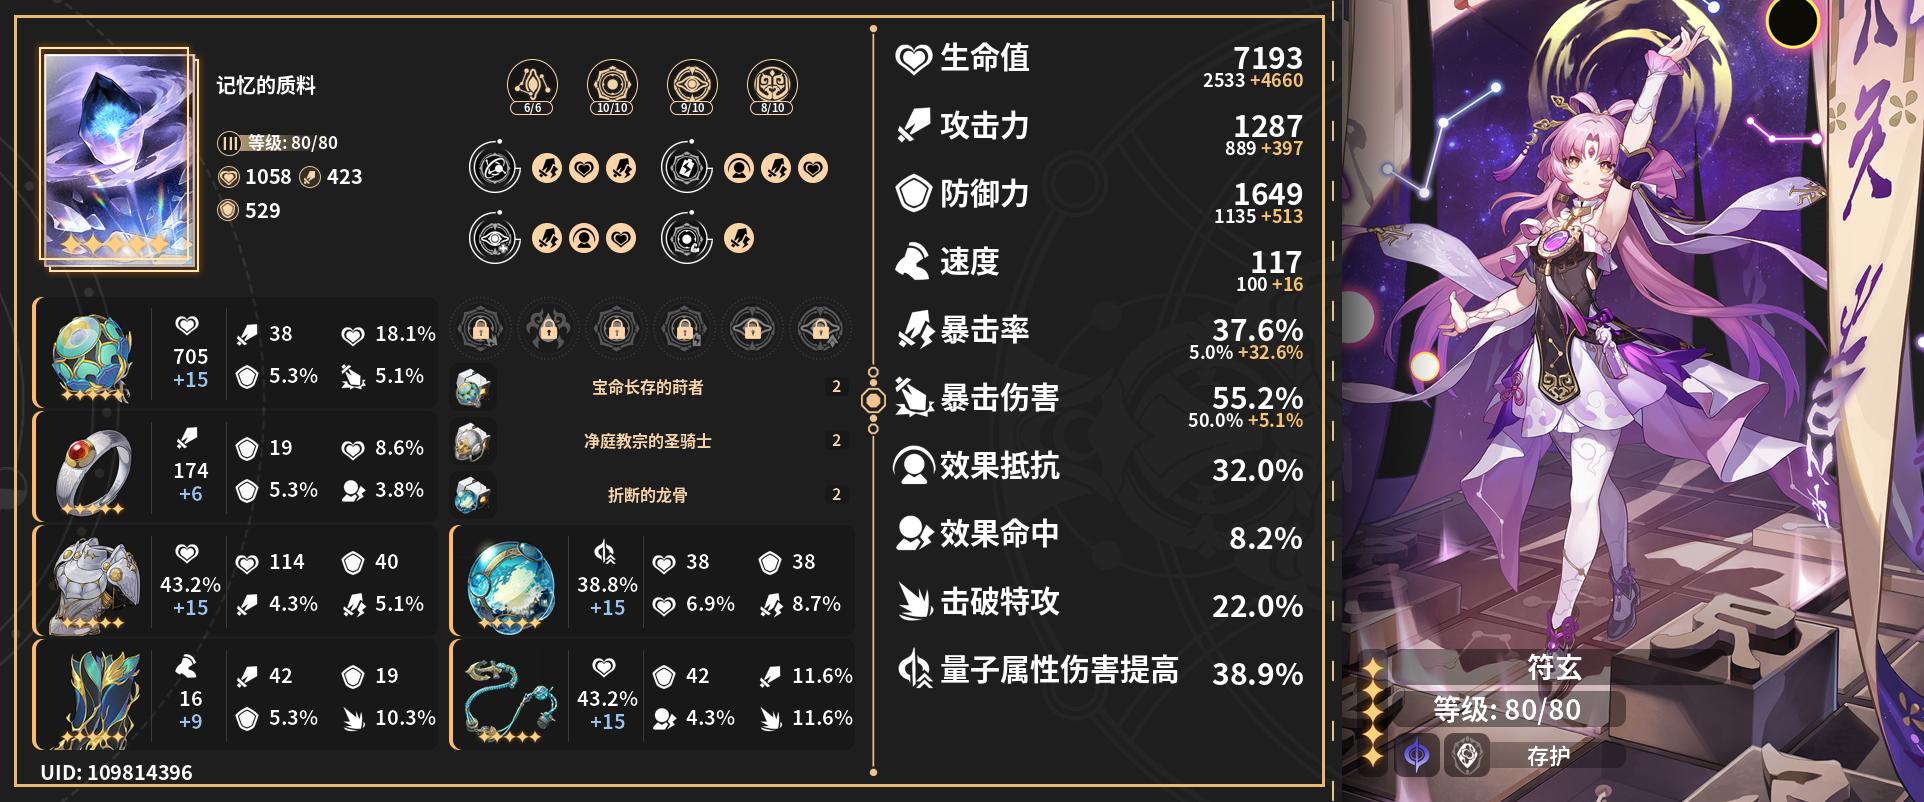 记忆的质料
等级: 80/80
1058 423
529
6/6 10/10 9/10 8/10
705
+15
38 18.1%
5.3% 5.1%
174
+6
19 8.6%
5.3% 3.8%
43.2%
+15
114 40
4.3% 5.1%
16
+9
42 19
5.3% 10.3%
宝命长存的莳者 2
净庭教宗的圣骑士 2
折断的龙骨 2
38.8%
+15
38 38
6.9% 8.7%
43.2%
+15
42 11.6%
4.3% 11.6%
UID: 109814396
生命值 7193
2533 +4660
攻击力 1287
889 +397
防御力 1649
1135 +513
速度 117
100 +16
暴击率 37.6%
5.0% +32.6%
暴击伤害 55.2%
50.0% +5.1%
效果抵抗 32.0%
效果命中 8.2%
击破特攻 22.0%
量子属性伤害提高 38.9%
符玄
等级: 80/80
存护